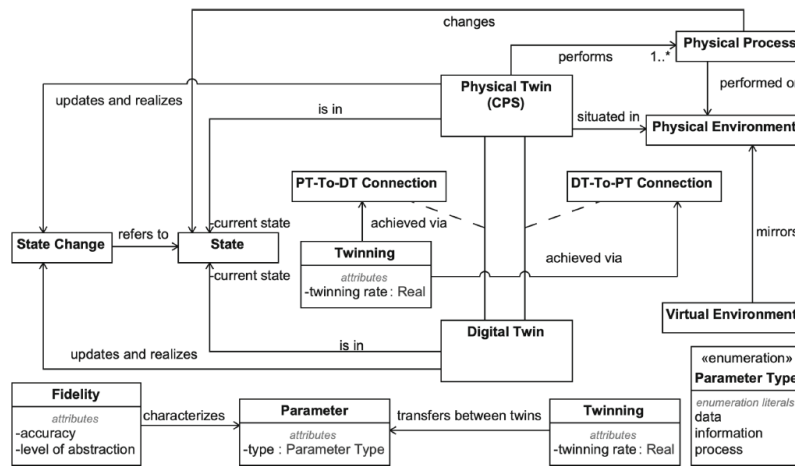 changes
Physical Process
performs
1..*
performed on
updates and realizes
Physical Twin
(CPS)
is in
situated in
Physical Environment
PT-To-DT Connection
DT-To-PT Connection
achieved via
-current state
State Change
refers to
State
Twinning
attributes
-twinning rate : Real
achieved via
mirrors
-current state
Virtual Environment
Digital Twin
updates and realizes
is in
«enumeration»
Parameter Type
enumeration literals
data
information
process
Fidelity
attributes
-accuracy
-level of abstraction
characterizes
Parameter
attributes
-type : Parameter Type
transfers between twins
Twinning
attributes
-twinning rate : Real